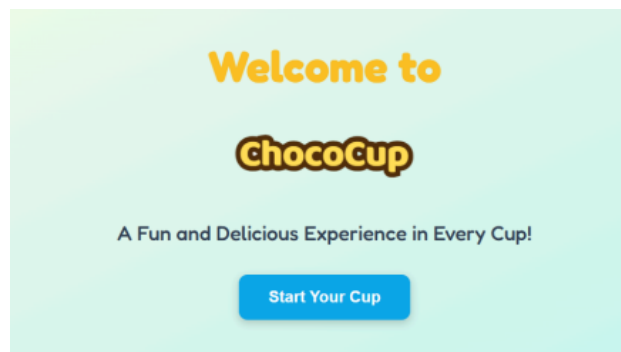 Welcome to
ChocoCup
A Fun and Delicious Experience in Every Cup!
Start Your Cup